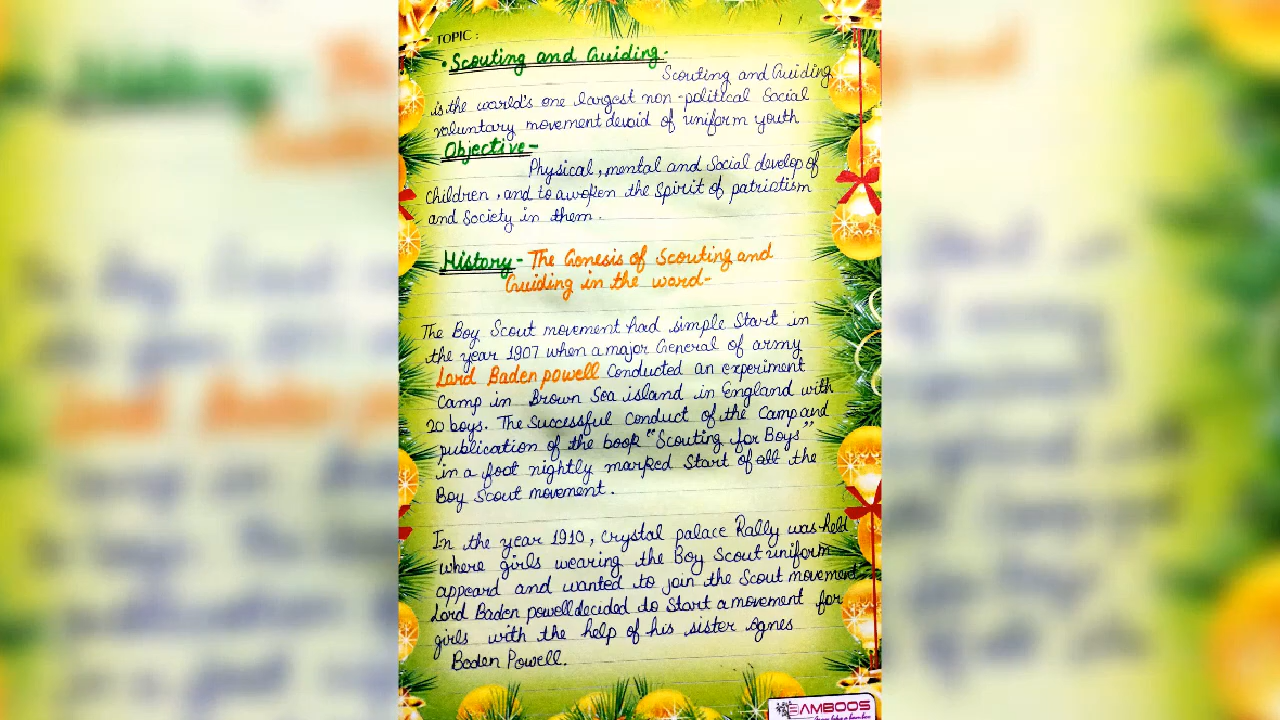 TOPIC :
• Scouting and Guiding-
Scouting and Guiding
is the world's one largest non-political Social
voluntary movement devoid of uniform youth
Objective-
Physical, mental and Social develop of
children, and to awoken the Spirit of patriotism
and Society in them.
History- The Genesis of Scouting and
Guiding in the word-
The Boy Scout movement had simple Start in
the year 1907 when a major General of army
Lord Baden powell Conducted an experiment
Camp in Brown Sea island in England with
20 boys. The Successful Conduct of the Camp and
publication of the book "Scouting for Boys"
in a foot nightly marked Start of all the
Boy Scout movement.
In the year 1910, Crystal palace Rally was held
where girls wearing the Boy Scout uniform
appeard and wanted to join the Scout movement
Lord Baden powell decided to Start a movement for
girls with the help of his sister Agnes
Baden Powell.
BAMBOOS